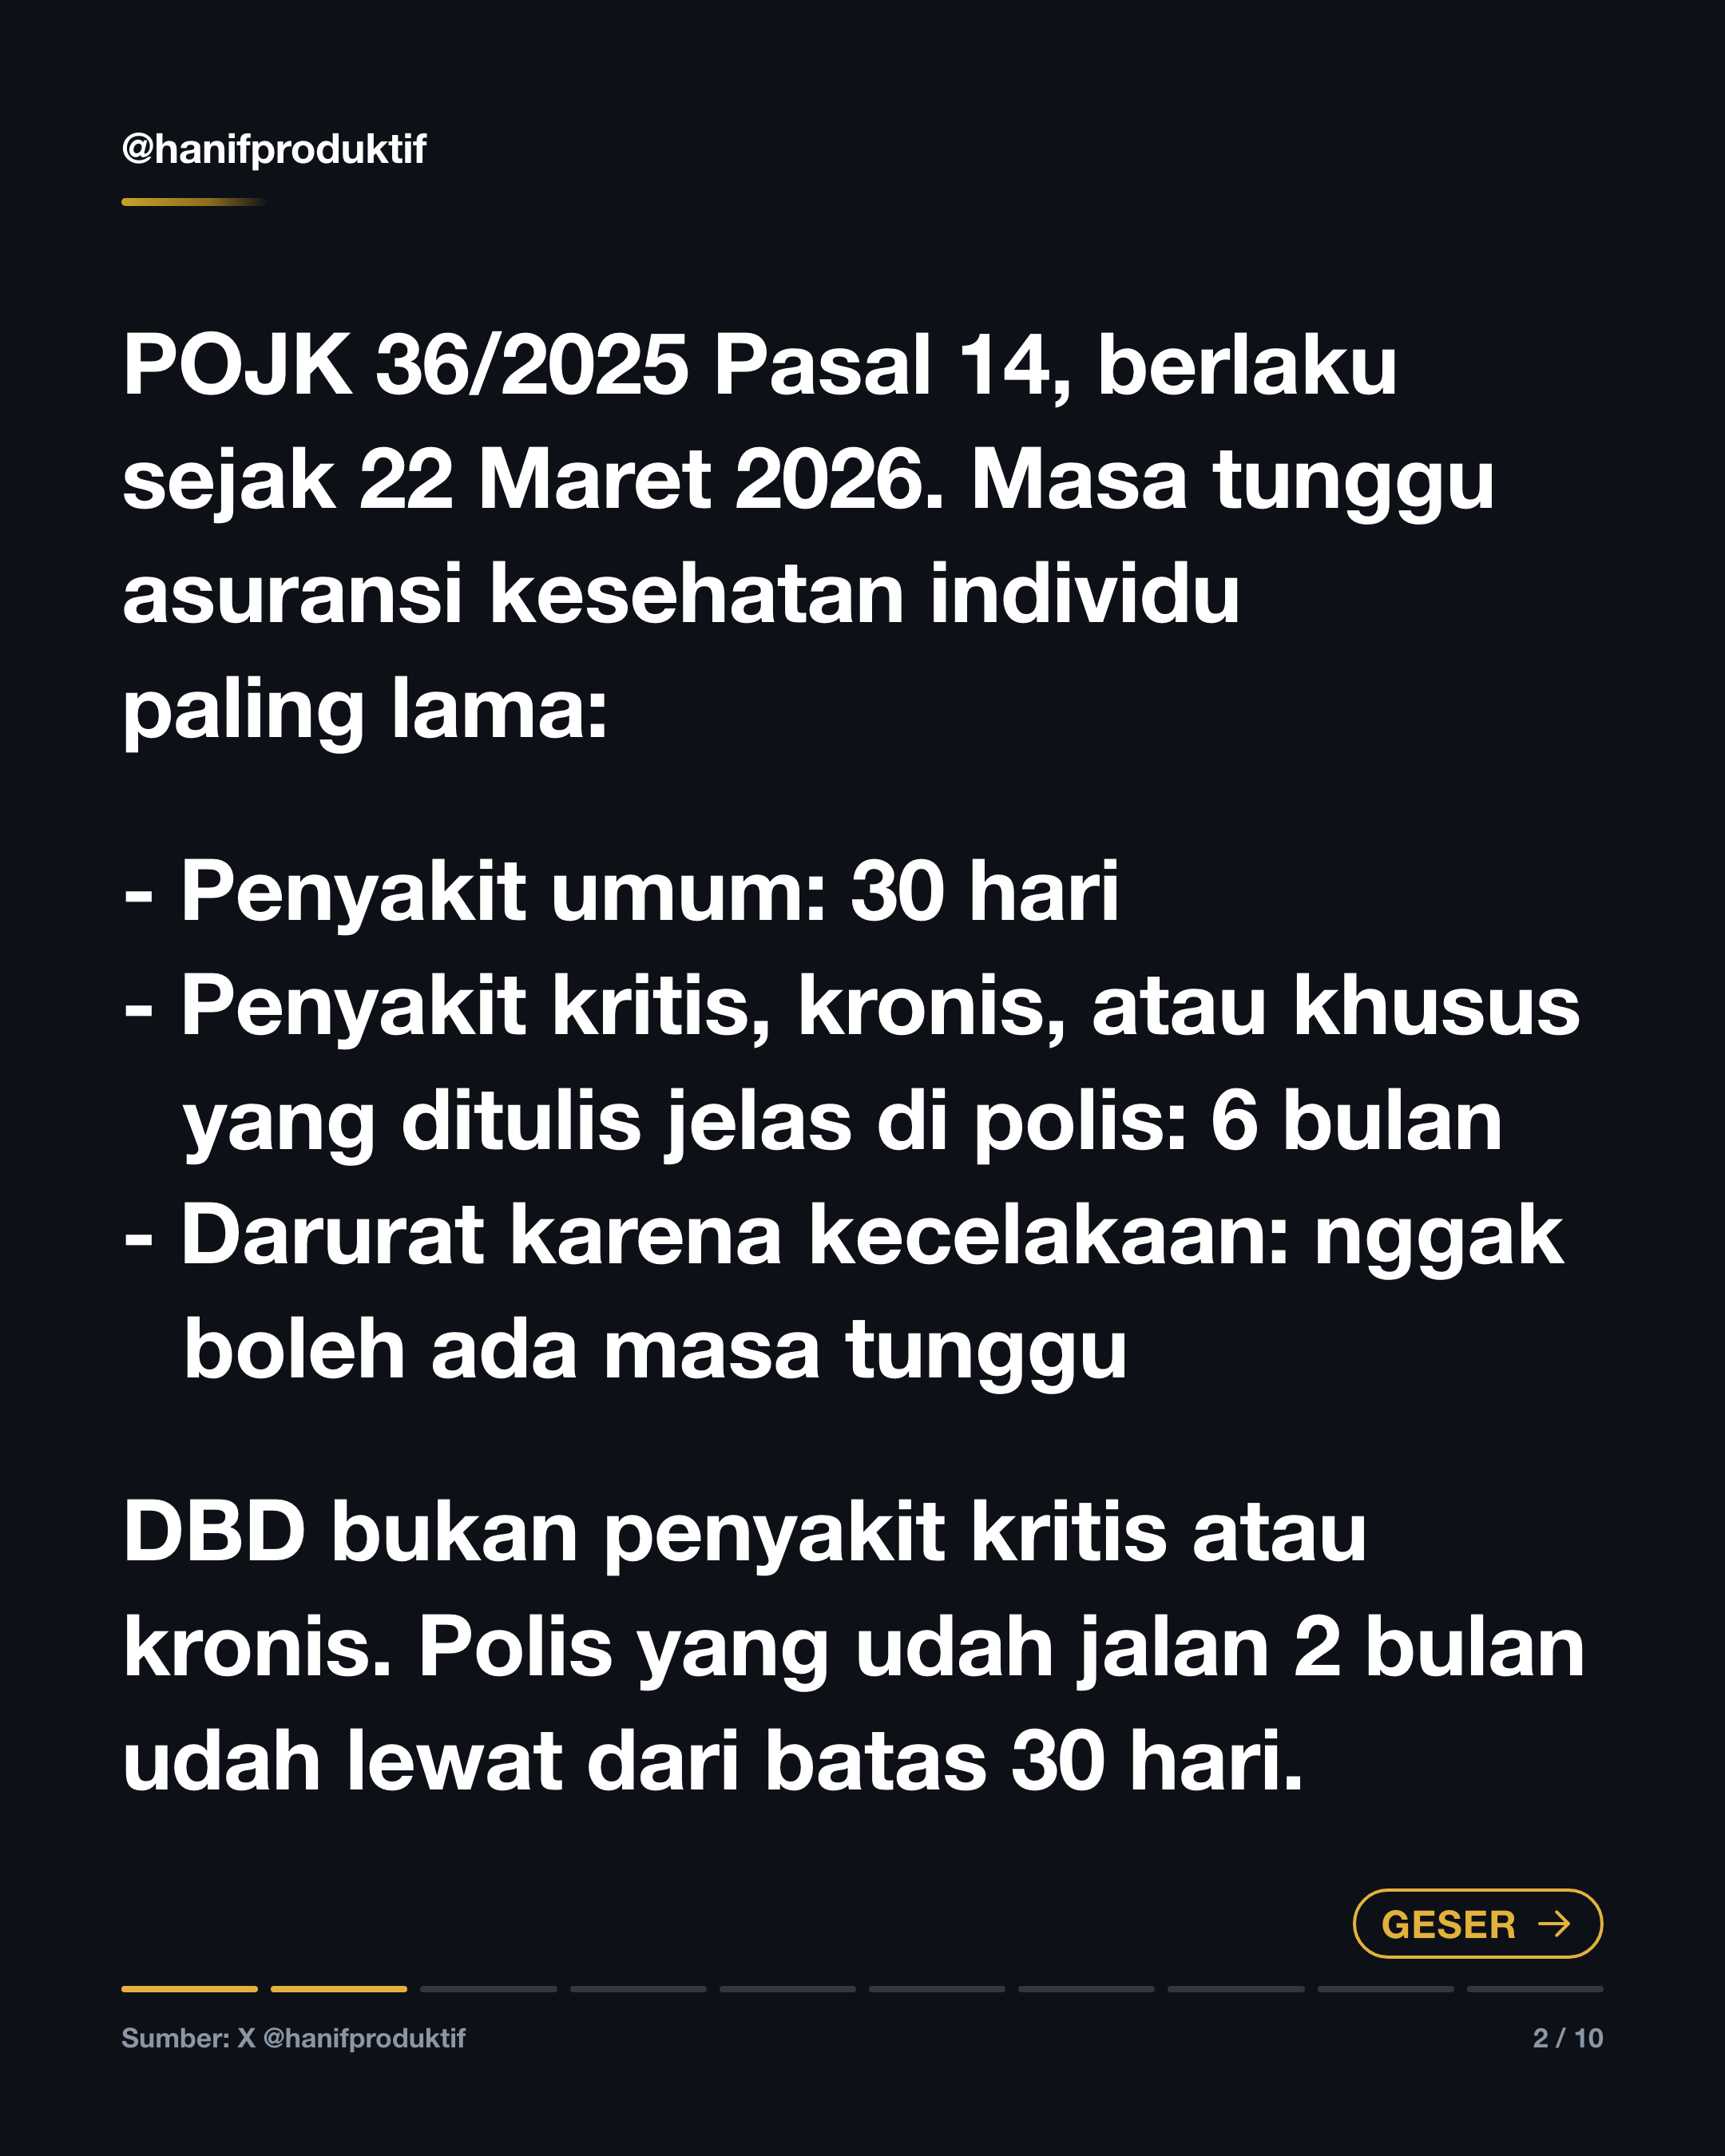 @hanifproduktif
POJK 36/2025 Pasal 14, berlaku
sejak 22 Maret 2026. Masa tunggu
asuransi kesehatan individu
paling lama:
- Penyakit umum: 30 hari
- Penyakit kritis, kronis, atau khusus
yang ditulis jelas di polis: 6 bulan
- Darurat karena kecelakaan: nggak
boleh ada masa tunggu
DBD bukan penyakit kritis atau
kronis. Polis yang udah jalan 2 bulan
udah lewat dari batas 30 hari.
GESER →
Sumber: X @hanifproduktif
2 / 10